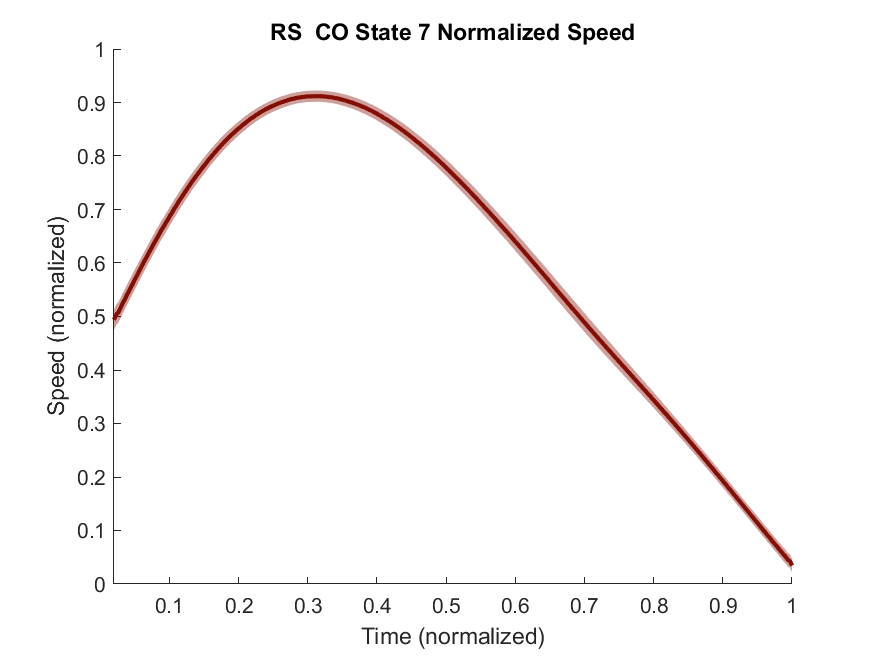 RS  CO State 7 Normalized Speed
1
0.9
0.8
0.7
0.6
0.5
0.4
0.3
0.2
0.1
0
Speed (normalized)
0.1 0.2 0.3 0.4 0.5 0.6 0.7 0.8 0.9 1
Time (normalized)